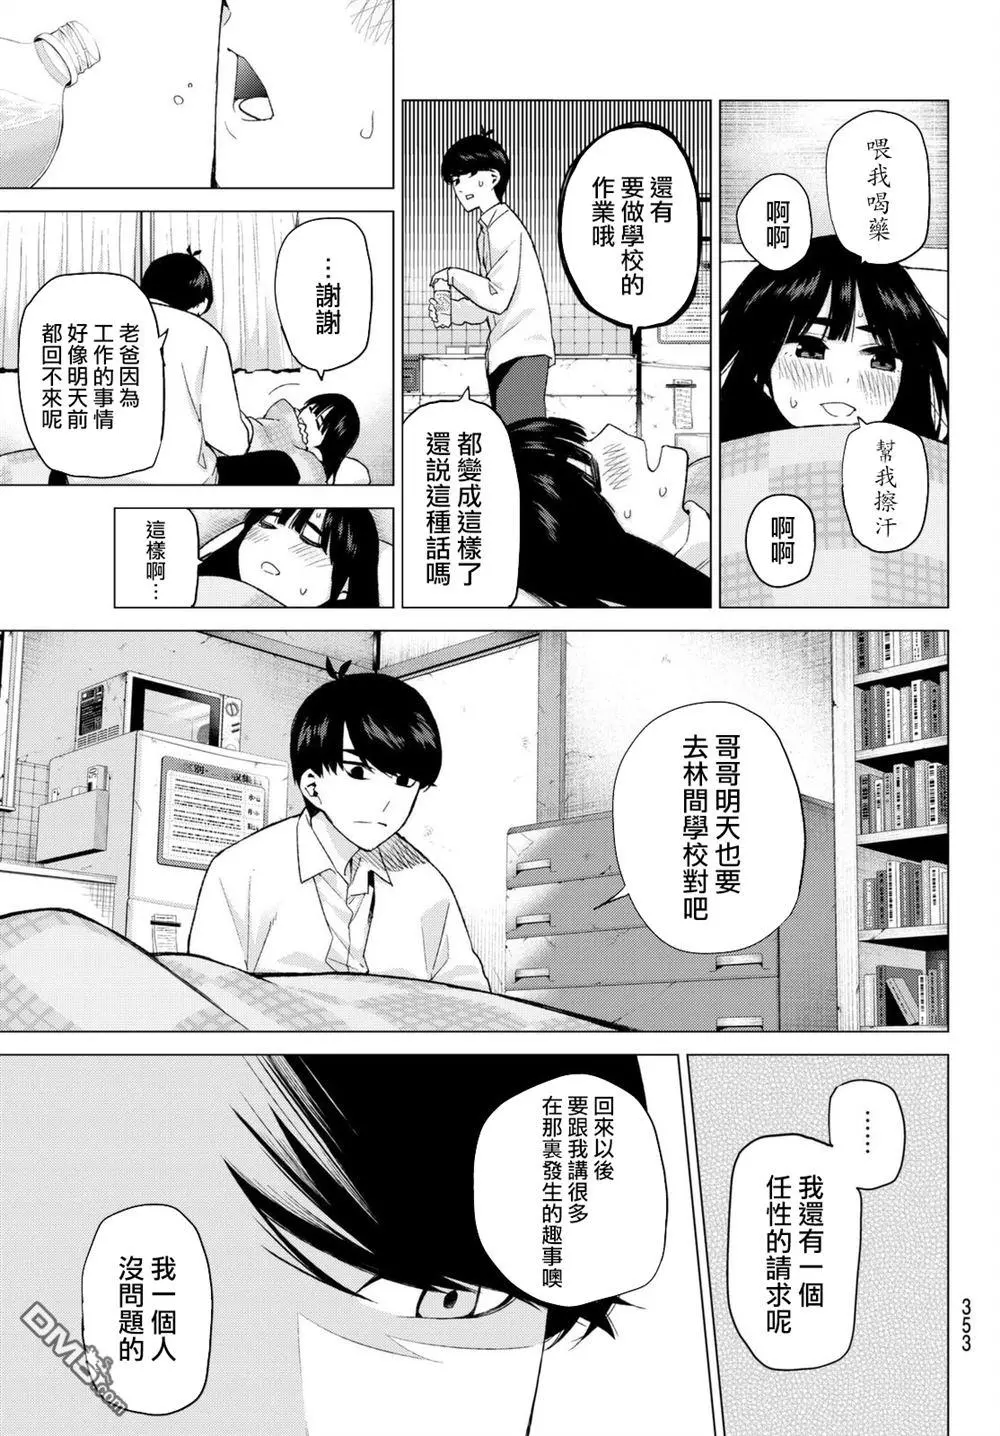 喂我喝藥
啊啊
幫我擦汗
啊啊
還有
要做學校的
作業哦
都變成這樣了
還説這種話嗎
…謝謝
老爸因為
工作的事情
好像明天前
都回不來呢
這樣啊…
哥哥明天也要
去林間學校對吧
……
我還有一個
任性的請求呢
回來以後
要跟我講很多
在那裏發生的趣事噢
我一個人
沒問題的
353